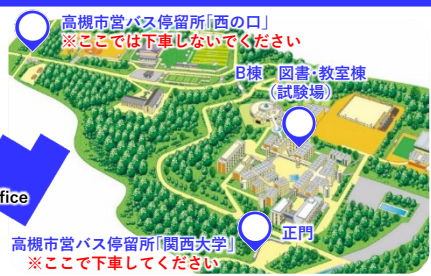 高槻市営バス停留所｢西の口｣
※ここでは下車しないでください
B棟　図書･教室棟
(試験場)
fice
正門
高槻市営バス停留所｢関西大学｣
※ここで下車してください